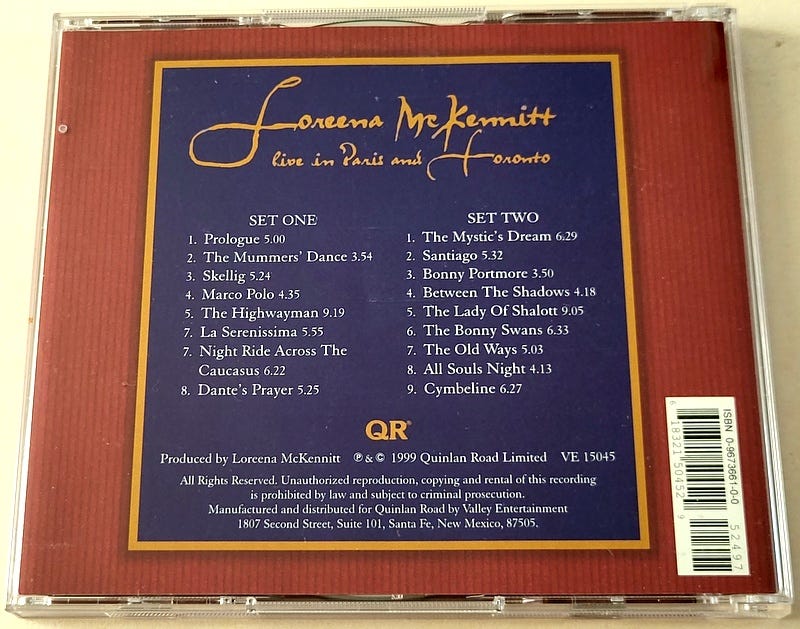 Loreena McKennitt
live in Paris and Toronto
SET ONE
1. Prologue 5.00
2. The Mummers' Dance 3.54
3. Skellig 5.24
4. Marco Polo 4.35
5. The Highwayman 9.19
7. La Serenissima 5.55
7. Night Ride Across The
Caucasus 6.22
8. Dante's Prayer 5.25
SET TWO
1. The Mystic's Dream 6.29
2. Santiago 5.32
3. Bonny Portmore 3.50
4. Between The Shadows 4.18
5. The Lady Of Shalott 9.05
6. The Bonny Swans 6.33
7. The Old Ways 5.03
8. All Souls Night 4.13
9. Cymbeline 6.27
QR®
Produced by Loreena McKennitt ℗ & © 1999 Quinlan Road Limited VE 15045
All Rights Reserved. Unauthorized reproduction, copying and rental of this recording
is prohibited by law and subject to criminal prosecution.
Manufactured and distributed for Quinlan Road by Valley Entertainment
1807 Second Street, Suite 101, Santa Fe, New Mexico, 87505.
ISBN 0-9673661-0-0
52497
6 18321 50452 9